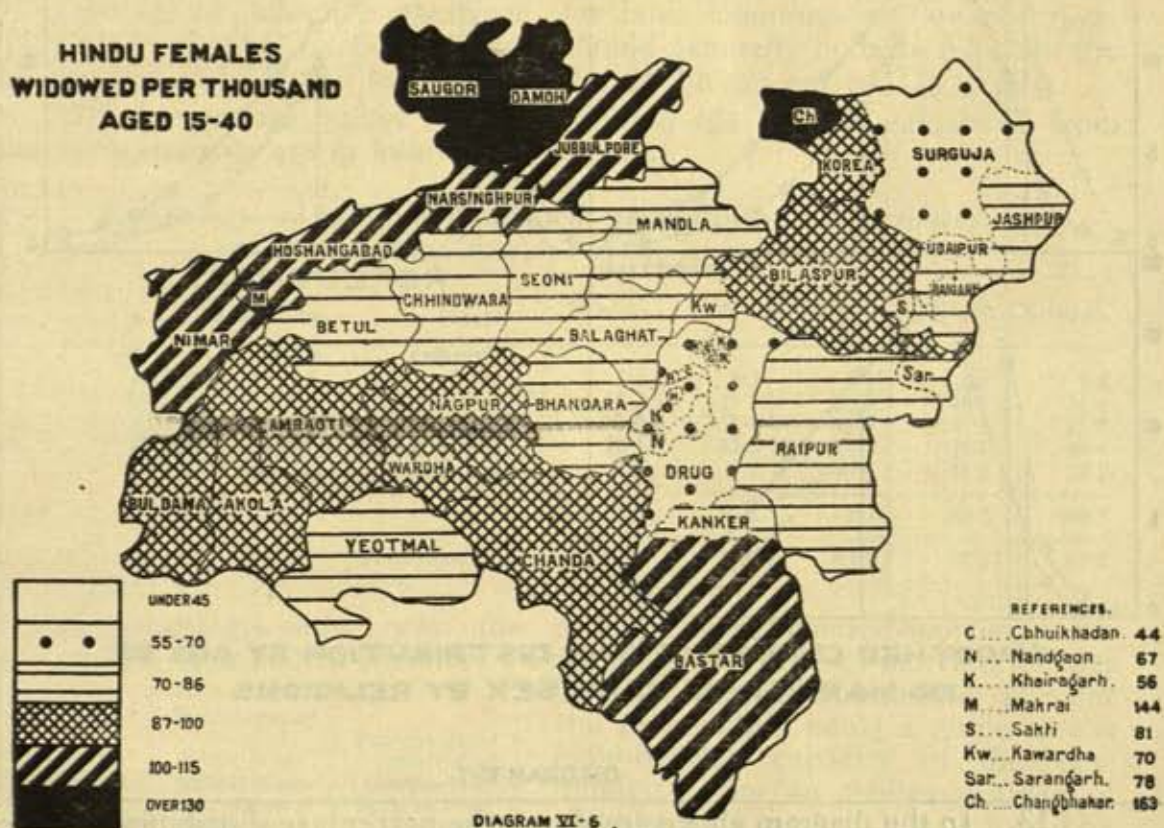 HINDU FEMALES
WIDOWED PER THOUSAND
AGED 15-40
SAUGOR
DAMOH
Ch
JUBBULPORE
KOREA
SURGUJA
NARSINGHPUR
MANDLA
JASHPUR
HOSHANGABAD
UDAIPUR
SEONI
BILASPUR
M
CHHINDWARA
Kw
S.
BETUL
NIMAR
BALAGHAT
K
K
K
K
Sar.
NAGPUR
BHANDARA
AMRAOTI
N
RAIPUR
WARDHA
DRUG
BULDANA
AKOLA
KANKER
YEOTMAL
CHANDA
BASTAR
UNDER 45
55-70
70-86
87-100
100-115
OVER 130
REFERENCES.
C .... Chhuikhadan. 44
N ... Nandgaon 67
K .... Khairagarh. 56
M .... Makrai 144
S .... Sakti 81
Kw ... Kawardha 70
Sar.... Sarangarh. 78
Ch .... Changbhakar. 163
DIAGRAM VI-6